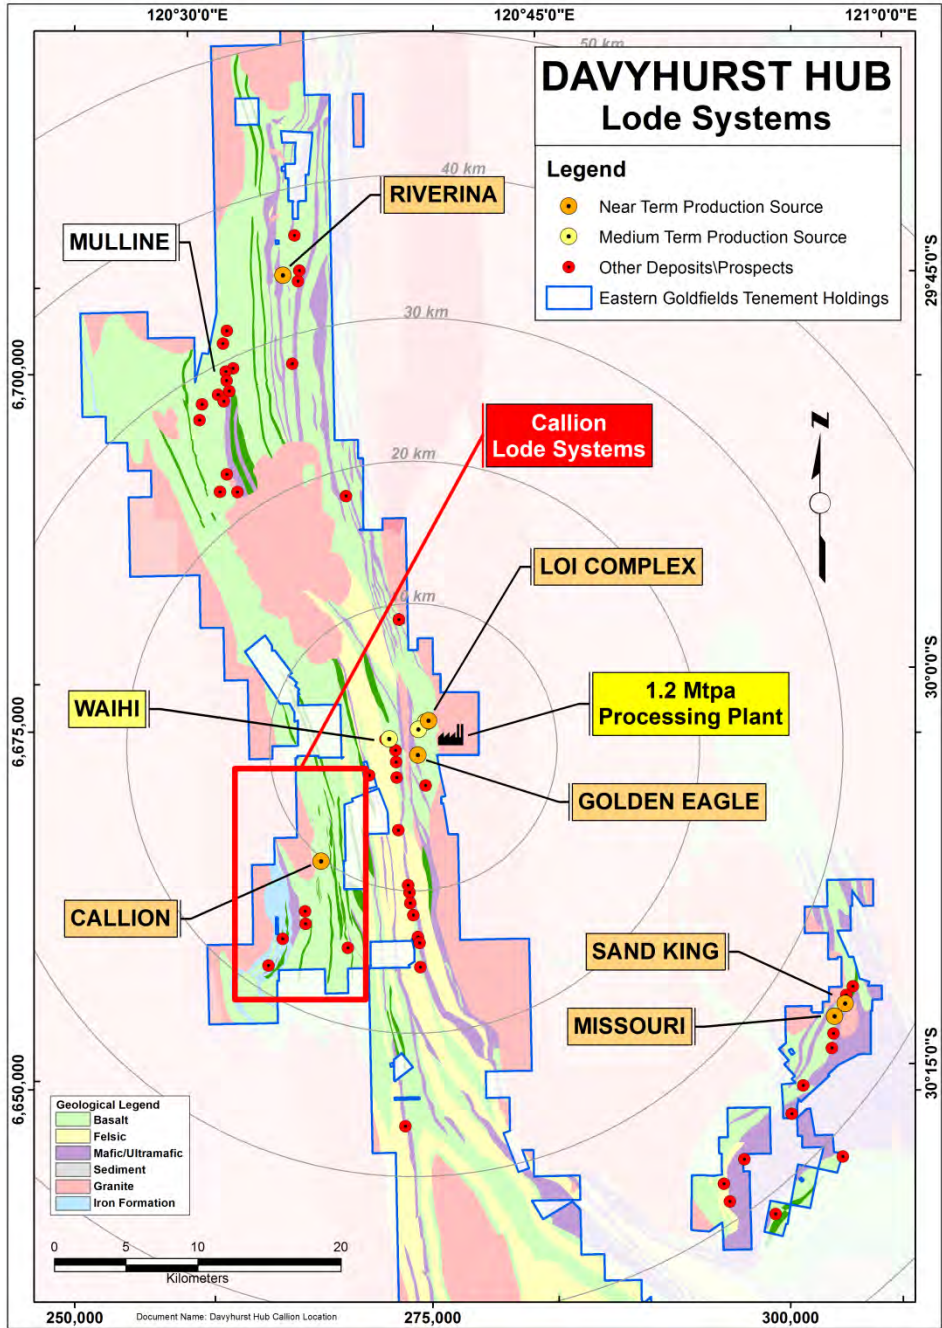 120°30'0"E
120°45'0"E
121°0'0"E
50 km
DAVYHURST HUB
Lode Systems
Legend
Near Term Production Source
Medium Term Production Source
Other Deposits\Prospects
Eastern Goldfields Tenement Holdings
40 km
RIVERINA
MULLINE
29°45'0"S
30 km
6,700,000
Callion
Lode Systems
20 km
N
LOI COMPLEX
10 km
30°0'0"S
WAIHI
1.2 Mtpa
Processing Plant
6,675,000
GOLDEN EAGLE
CALLION
SAND KING
MISSOURI
30°15'0"S
6,650,000
Geological Legend
Basalt
Felsic
Mafic/Ultramafic
Sediment
Granite
Iron Formation
0 5 10 20
Kilometers
250,000
Document Name: Davyhurst Hub Callion Location
275,000
300,000